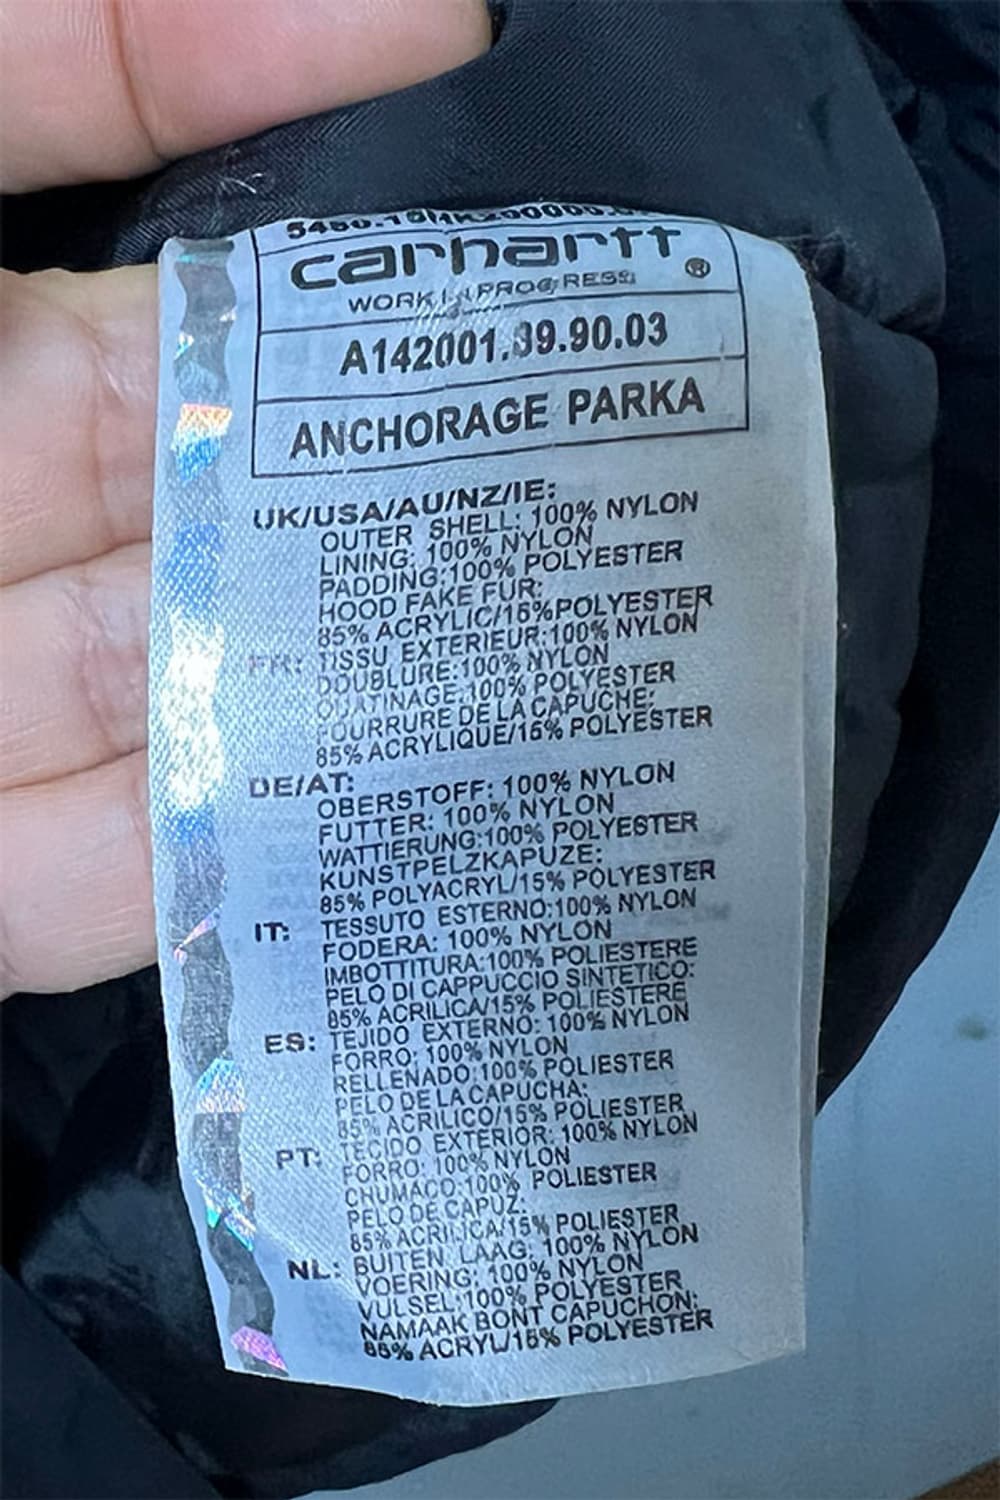 carhartt®
WORK IN PROGRESS
A142001.89.90.03
ANCHORAGE PARKA
UK/USA/AU/NZ/IE:
OUTER SHELL: 100% NYLON
LINING: 100% NYLON
PADDING:100% POLYESTER
HOOD FAKE FUR:
85% ACRYLIC/15%POLYESTER
FR: TISSU EXTERIEUR:100% NYLON
DOUBLURE:100% NYLON
OUATINAGE:100% POLYESTER
FOURRURE DE LA CAPUCHE:
85% ACRYLIQUE/15% POLYESTER
DE/AT:
OBERSTOFF: 100% NYLON
FUTTER: 100% NYLON
WATTIERUNG:100% POLYESTER
KUNSTPELZKAPUZE:
85% POLYACRYL/15% POLYESTER
IT: TESSUTO ESTERNO:100% NYLON
FODERA: 100% NYLON
IMBOTTITURA:100% POLIESTERE
PELO DI CAPPUCCIO SINTETICO:
85% ACRILICA/15% POLIESTERE
ES: TEJIDO EXTERNO: 100% NYLON
FORRO: 100% NYLON
RELLENADO:100% POLIESTER
PELO DE LA CAPUCHA:
85% ACRILICO/15% POLIESTER
PT: TECIDO EXTERIOR: 100% NYLON
FORRO: 100% NYLON
CHUMACO:100% POLIESTER
PELO DE CAPUZ:
85% ACRILICA/15% POLIESTER
NL: BUITEN LAAG: 100% NYLON
VOERING: 100% NYLON
VULSEL:100% POLYESTER
NAMAAK BONT CAPUCHON:
85% ACRYL/15% POLYESTER